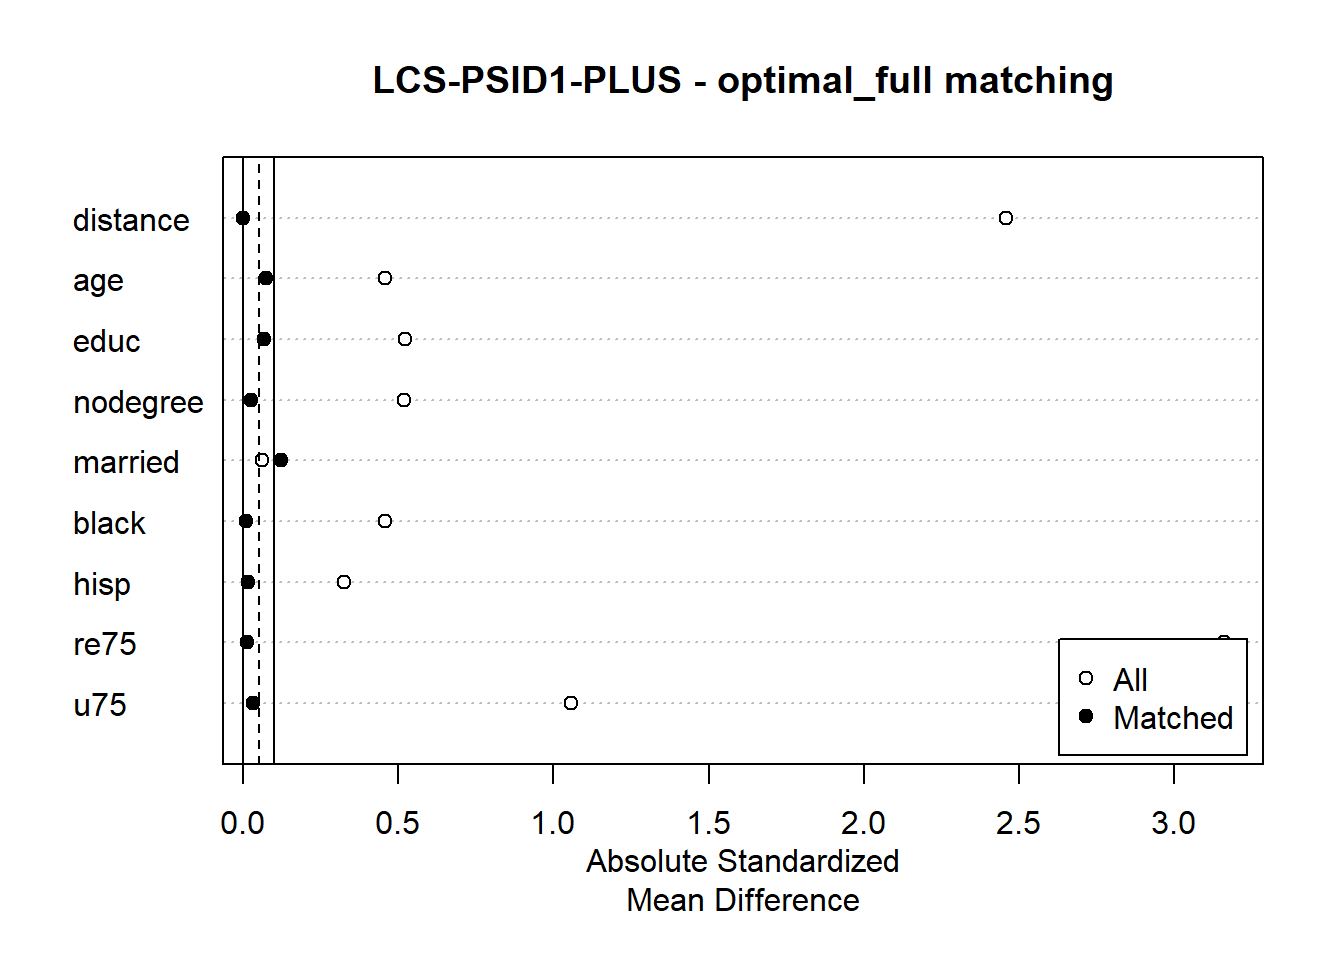 LCS-PSID1-PLUS - optimal_full matching
distance
age
educ
nodegree
married
black
hisp
re75
u75
All
Matched
0.0 0.5 1.0 1.5 2.0 2.5 3.0
Absolute Standardized
Mean Difference